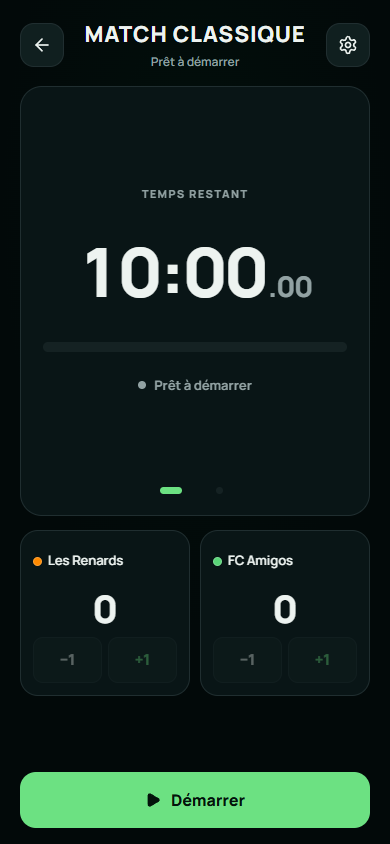 MATCH CLASSIQUE
Prêt à démarrer
TEMPS RESTANT
10:00.00
Prêt à démarrer
Les Renards
FC Amigos
0
0
−1
+1
−1
+1
Démarrer